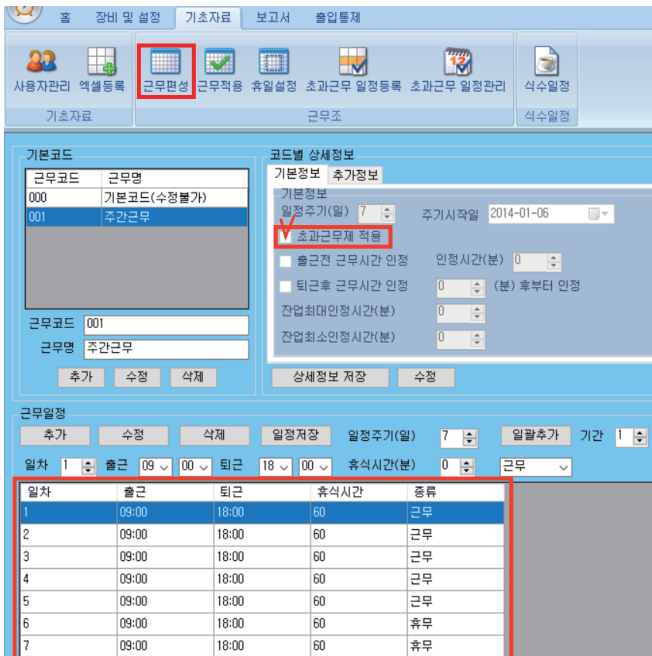 홈 장비 및 설정 기초자료 보고서 출입통제
사용자관리 엑셀등록 근무편성 근무적용 휴일설정 초과근무 일정등록 초과근무 일정관리 식수일정
기초자료 근무조 식수일정
기본코드
근무코드 근무명
000 기본코드(수정불가)
001 주간근무
근무코드 001
근무명 주간근무
추가 수정 삭제
코드별 상세정보
기본정보 추가정보
기본정보
일정주기(일) 7 주기시작일 2014-01-06
초과근무제 적용
출근전 근무시간 인정 인정시간(분) 0
퇴근후 근무시간 인정 0 (분) 후부터 인정
잔업최대인정시간(분) 0
잔업최소인정시간(분) 0
상세정보 저장 수정
근무일정
추가 수정 삭제 일정저장 일정주기(일) 7 일괄추가 기간 1
일차 1 출근 09 00 퇴근 18 00 휴식시간(분) 0 근무
일차 출근 퇴근 휴식시간 종류
1 09:00 18:00 60 근무
2 09:00 18:00 60 근무
3 09:00 18:00 60 근무
4 09:00 18:00 60 근무
5 09:00 18:00 60 근무
6 09:00 18:00 60 휴무
7 09:00 18:00 60 휴무